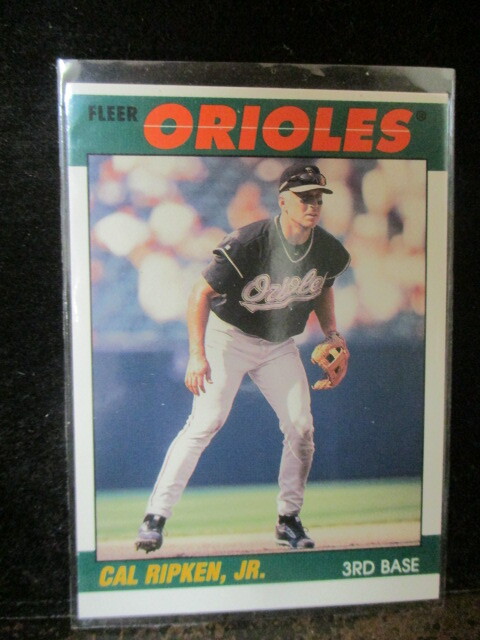 FLEER
ORIOLES®
Orioles
CAL RIPKEN, JR.
3RD BASE